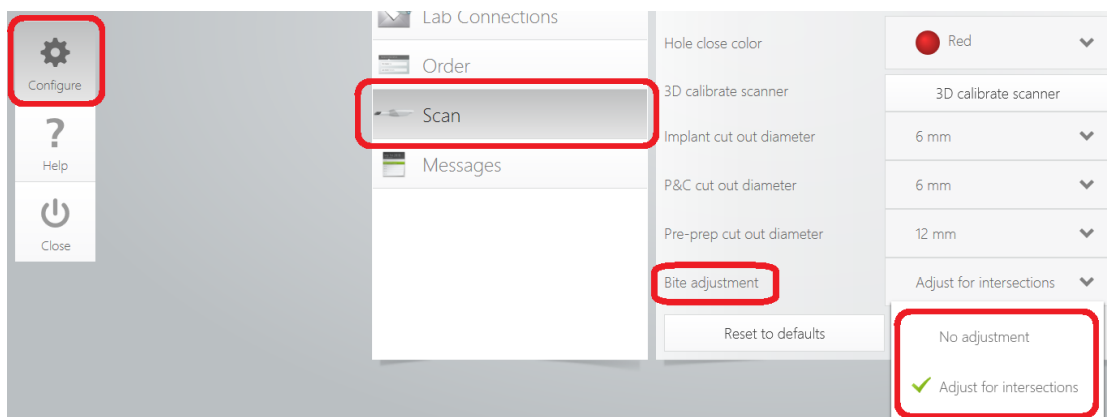 Configure
?
Help
Close
Lab Connections
Order
Scan
Messages
Hole close color
Red
3D calibrate scanner
3D calibrate scanner
Implant cut out diameter
6 mm
P&C cut out diameter
6 mm
Pre-prep cut out diameter
12 mm
Bite adjustment
Adjust for intersections
Reset to defaults
No adjustment
Adjust for intersections